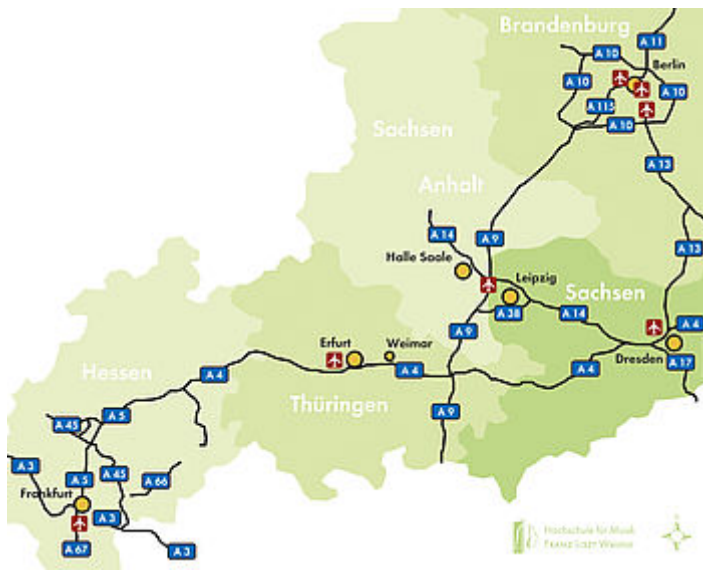 Brandenburg
A 11
A 10
Berlin
A 10
A 10
A 115
A 10
Sachsen
A 13
Anhalt
A 14
A 9
A 13
Halle Saale
Leipzig
Sachsen
A 38
A 14
A 4
A 9
Erfurt
Weimar
Dresden
A 17
Hessen
A 4
A 4
A 4
Thüringen
A 9
A 5
A 45
A 3
A 45
A 5
A 66
Frankfurt
A 3
A 67
A 3
Hochschule für Musik
Franz Liszt Weimar